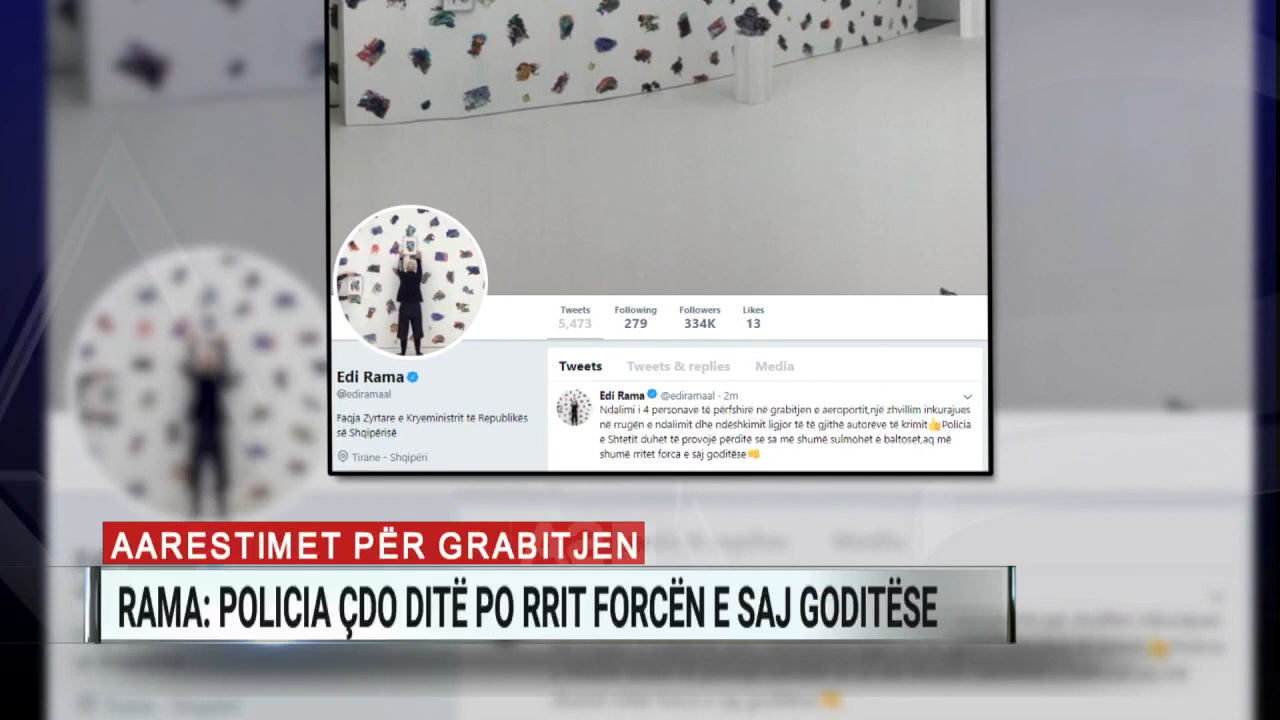 Tweets
5,473
Following
279
Followers
334K
Likes
13
Edi Rama
@ediramaal
Faqja Zyrtare e Kryeministrit të Republikës
së Shqipërisë
Tirane - Shqipëri
Tweets Tweets & replies Media
Edi Rama @ediramaal · 2m
Ndalimi i 4 personave të përfshirë në grabitjen e aeroportit,një zhvillim inkurajues
në rrugën e ndalimit dhe ndëshkimit ligjor të të gjithë autorëve të krimit👍Policia
e Shtetit duhet të provojë përditë se sa më shumë sulmohet e baltoset,aq më
shumë rritet forca e saj goditëse👊
AARESTIMET PËR GRABITJEN
RAMA: POLICIA ÇDO DITË PO RRIT FORCËN E SAJ GODITËSE